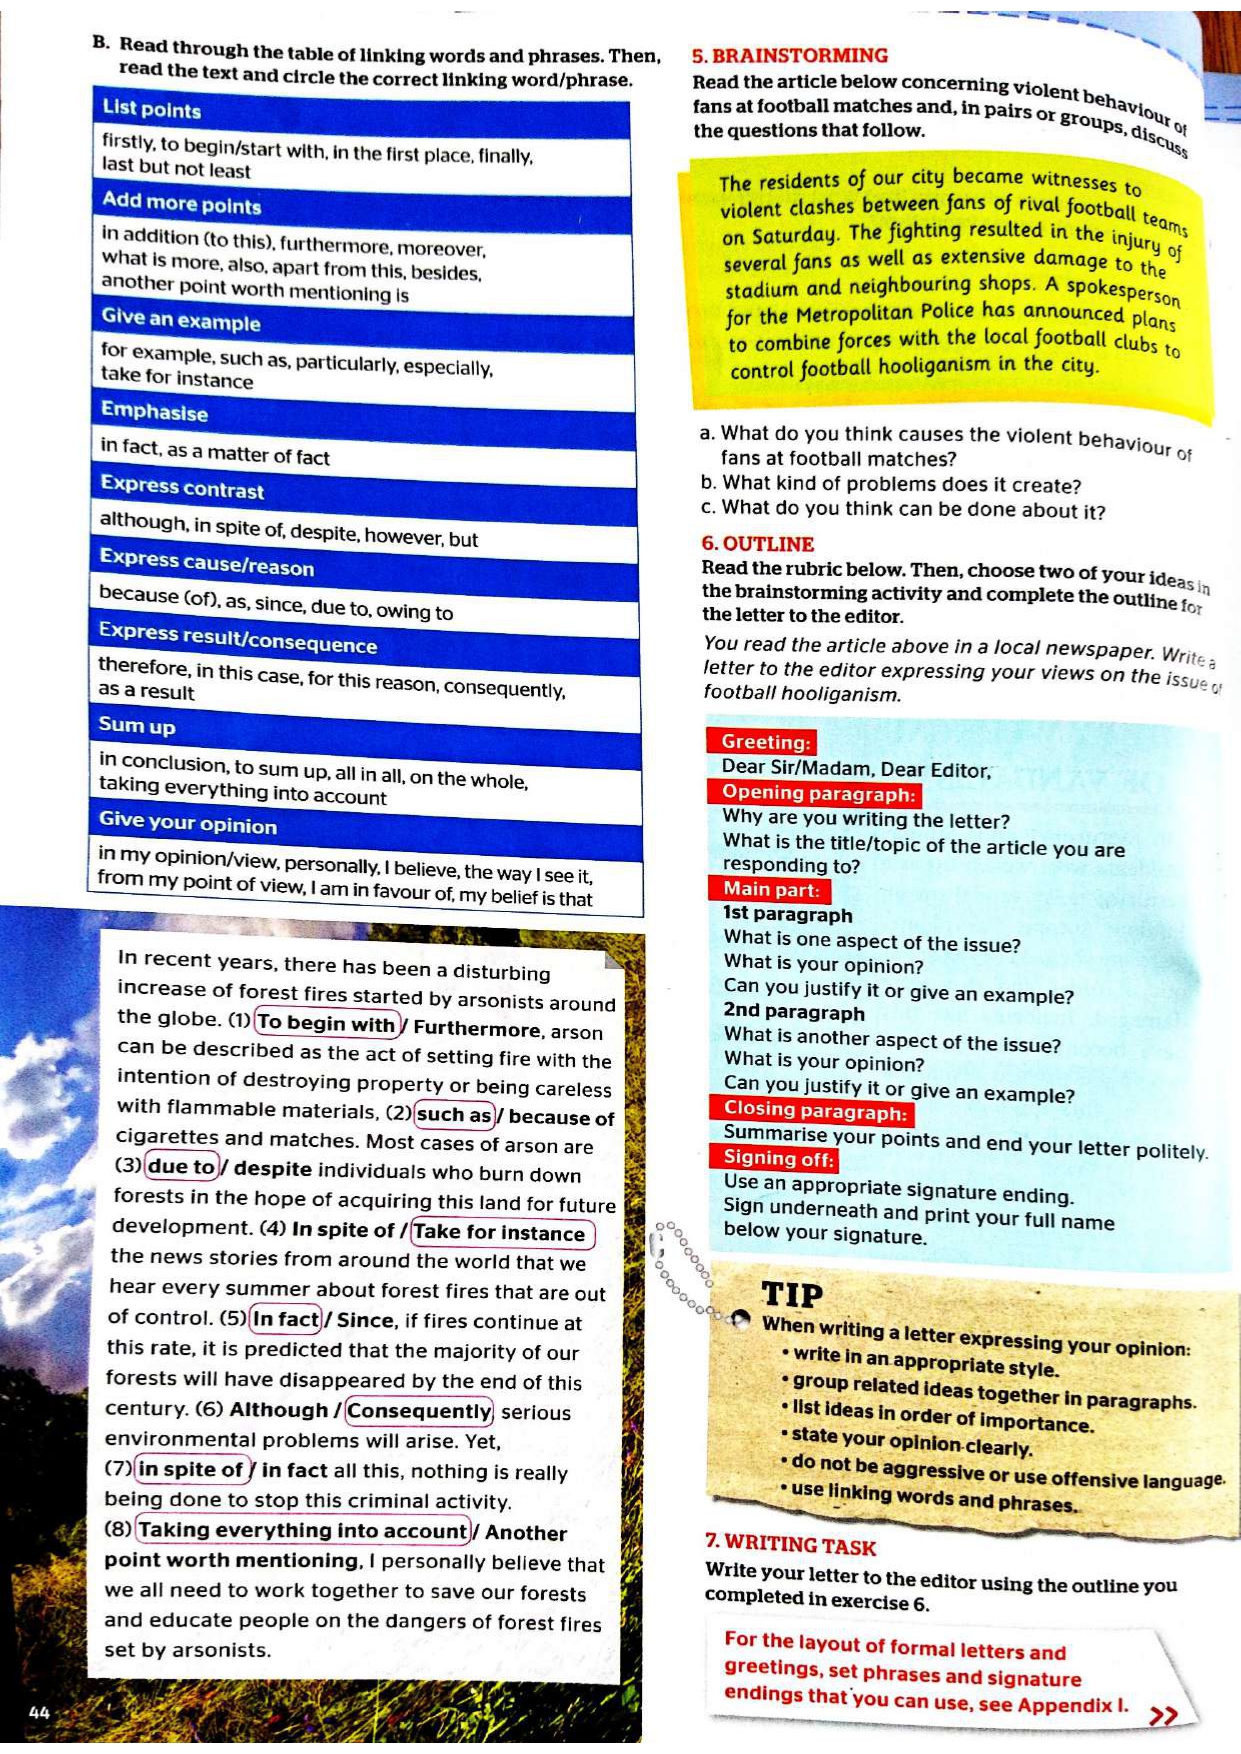 B. Read through the table of linking words and phrases. Then,
read the text and circle the correct linking word/phrase.
List points
firstly, to begin/start with, in the first place, finally,
last but not least
Add more points
in addition (to this), furthermore, moreover,
what is more, also, apart from this, besides,
another point worth mentioning is
Give an example
for example, such as, particularly, especially,
take for instance
Emphasise
in fact, as a matter of fact
Express contrast
although, in spite of, despite, however, but
Express cause/reason
because (of), as, since, due to, owing to
Express result/consequence
therefore, in this case, for this reason, consequently,
as a result
Sum up
in conclusion, to sum up, all in all, on the whole,
taking everything into account
Give your opinion
in my opinion/view, personally, I believe, the way I see it,
from my point of view, I am in favour of, my belief is that
In recent years, there has been a disturbing
increase of forest fires started by arsonists around
the globe. (1) To begin with / Furthermore, arson
can be described as the act of setting fire with the
intention of destroying property or being careless
with flammable materials, (2) such as / because of
cigarettes and matches. Most cases of arson are
(3) due to / despite individuals who burn down
forests in the hope of acquiring this land for future
development. (4) In spite of / Take for instance
the news stories from around the world that we
hear every summer about forest fires that are out
of control. (5) In fact / Since, if fires continue at
this rate, it is predicted that the majority of our
forests will have disappeared by the end of this
century. (6) Although / Consequently serious
environmental problems will arise. Yet,
(7) in spite of / in fact all this, nothing is really
being done to stop this criminal activity.
(8) Taking everything into account / Another
point worth mentioning, I personally believe that
we all need to work together to save our forests
and educate people on the dangers of forest fires
set by arsonists.
44
5. BRAINSTORMING
Read the article below concerning violent behaviour of
fans at football matches and, in pairs or groups, discuss
the questions that follow.
The residents of our city became witnesses to
violent clashes between fans of rival football teams
on Saturday. The fighting resulted in the injury of
several fans as well as extensive damage to the
stadium and neighbouring shops. A spokesperson
for the Metropolitan Police has announced plans
to combine forces with the local football clubs to
control football hooliganism in the city.
a. What do you think causes the violent behaviour of
fans at football matches?
b. What kind of problems does it create?
c. What do you think can be done about it?
6. OUTLINE
Read the rubric below. Then, choose two of your ideas in
the brainstorming activity and complete the outline for
the letter to the editor.
You read the article above in a local newspaper. Write a
letter to the editor expressing your views on the issue of
football hooliganism.
Greeting:
Dear Sir/Madam, Dear Editor,
Opening paragraph:
Why are you writing the letter?
What is the title/topic of the article you are
responding to?
Main part:
1st paragraph
What is one aspect of the issue?
What is your opinion?
Can you justify it or give an example?
2nd paragraph
What is another aspect of the issue?
What is your opinion?
Can you justify it or give an example?
Closing paragraph:
Summarise your points and end your letter politely.
Signing off:
Use an appropriate signature ending.
Sign underneath and print your full name
below your signature.
TIP
When writing a letter expressing your opinion:
• write in an appropriate style.
• group related ideas together in paragraphs.
• list ideas in order of importance.
• state your opinion clearly.
• do not be aggressive or use offensive language.
• use linking words and phrases.
7. WRITING TASK
Write your letter to the editor using the outline you
completed in exercise 6.
For the layout of formal letters and
greetings, set phrases and signature
endings that you can use, see Appendix I. >>